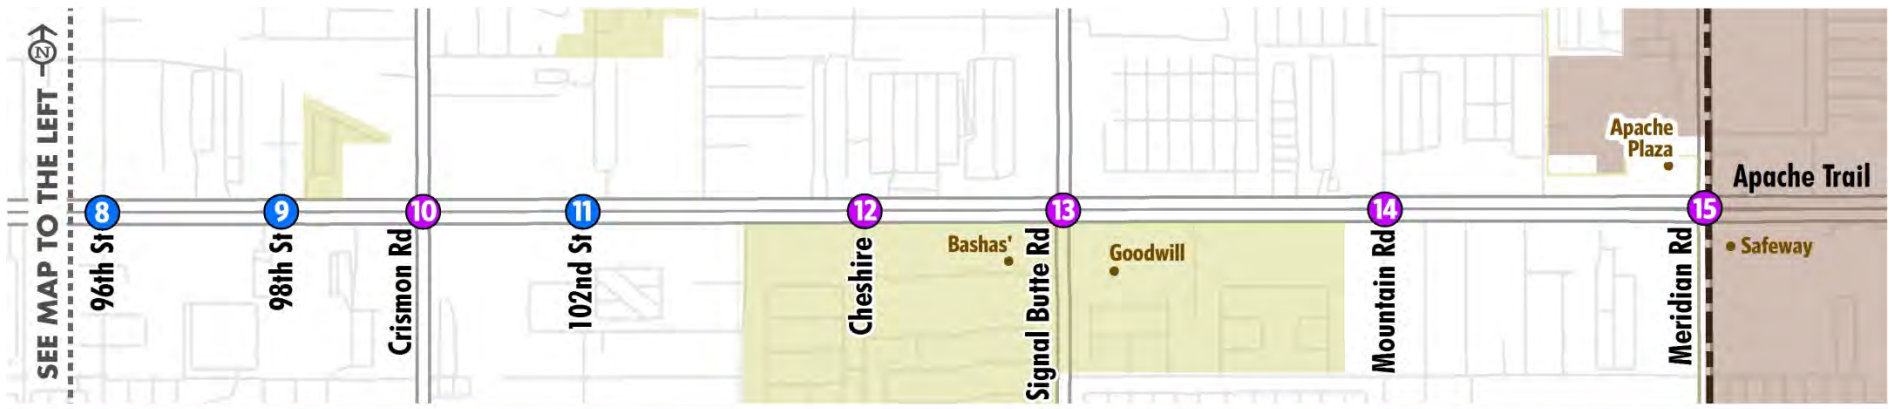 SEE MAP TO THE LEFT
N
8
96th St
9
98th St
10
Crismon Rd
11
102nd St
12
Cheshire
Bashas'
13
Signal Butte Rd
Goodwill
14
Mountain Rd
Apache
Plaza
15
Meridian Rd
Apache Trail
Safeway